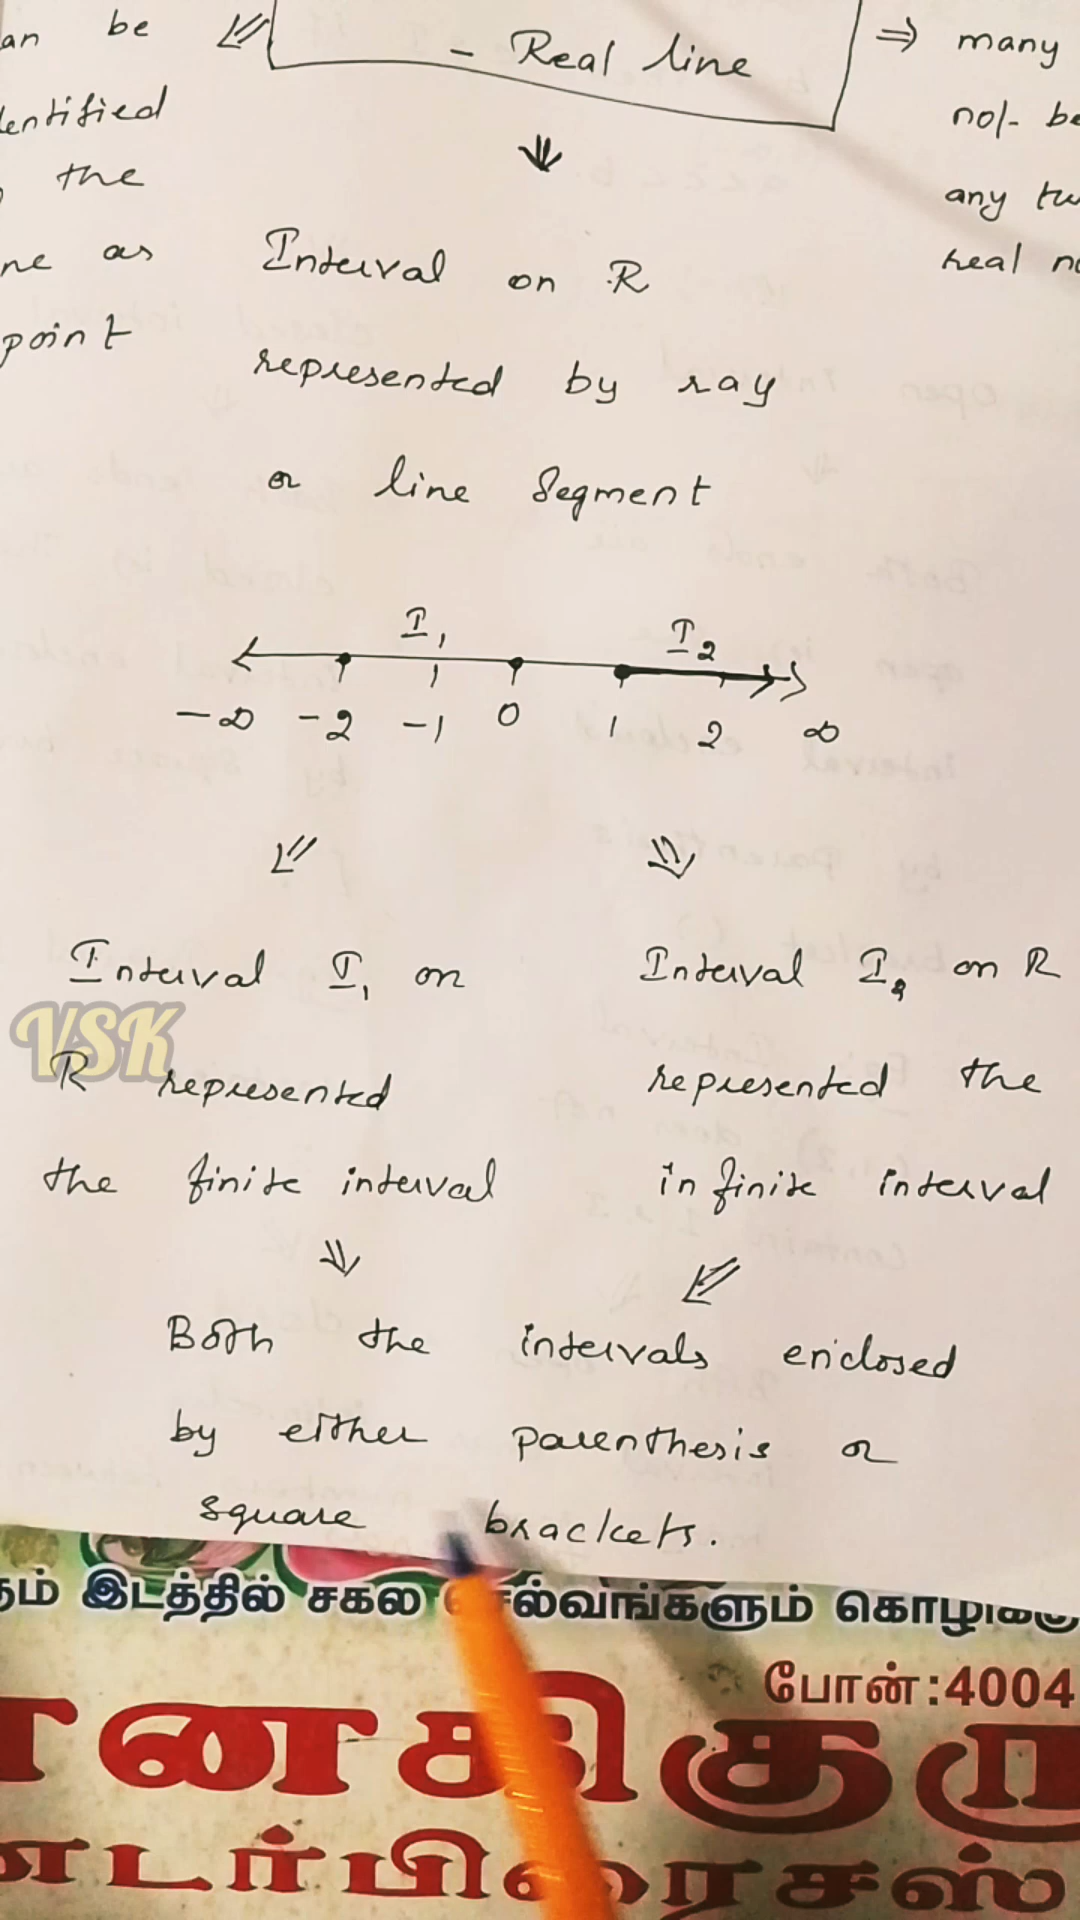 an be
dentified
the
ne as
point
- Real line
⇒ many
not be
any tw
real no
Interval on R
represented by ray
or line segment
I₁ I₂
-∞ -2 -1 0 1 2 ∞
Interval I₁ on
R represented
the finite interval
Interval I₂ on R
represented the
infinite interval
Both the intervals enclosed
by either parenthesis or
square brackets.
VSK
ும் இடத்தில் சகல செல்வங்களும்
போன்:4004
னகிகு